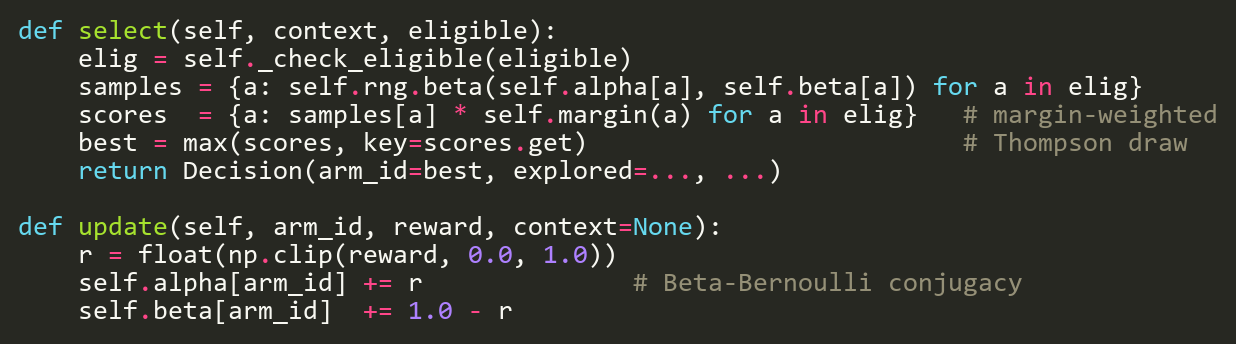 def select(self, context, eligible):
    elig = self._check_eligible(eligible)
    samples = {a: self.rng.beta(self.alpha[a], self.beta[a]) for a in elig}
    scores  = {a: samples[a] * self.margin(a) for a in elig}   # margin-weighted
    best = max(scores, key=scores.get)                         # Thompson draw
    return Decision(arm_id=best, explored=..., ...)

def update(self, arm_id, reward, context=None):
    r = float(np.clip(reward, 0.0, 1.0))
    self.alpha[arm_id] += r              # Beta-Bernoulli conjugacy
    self.beta[arm_id]  += 1.0 - r